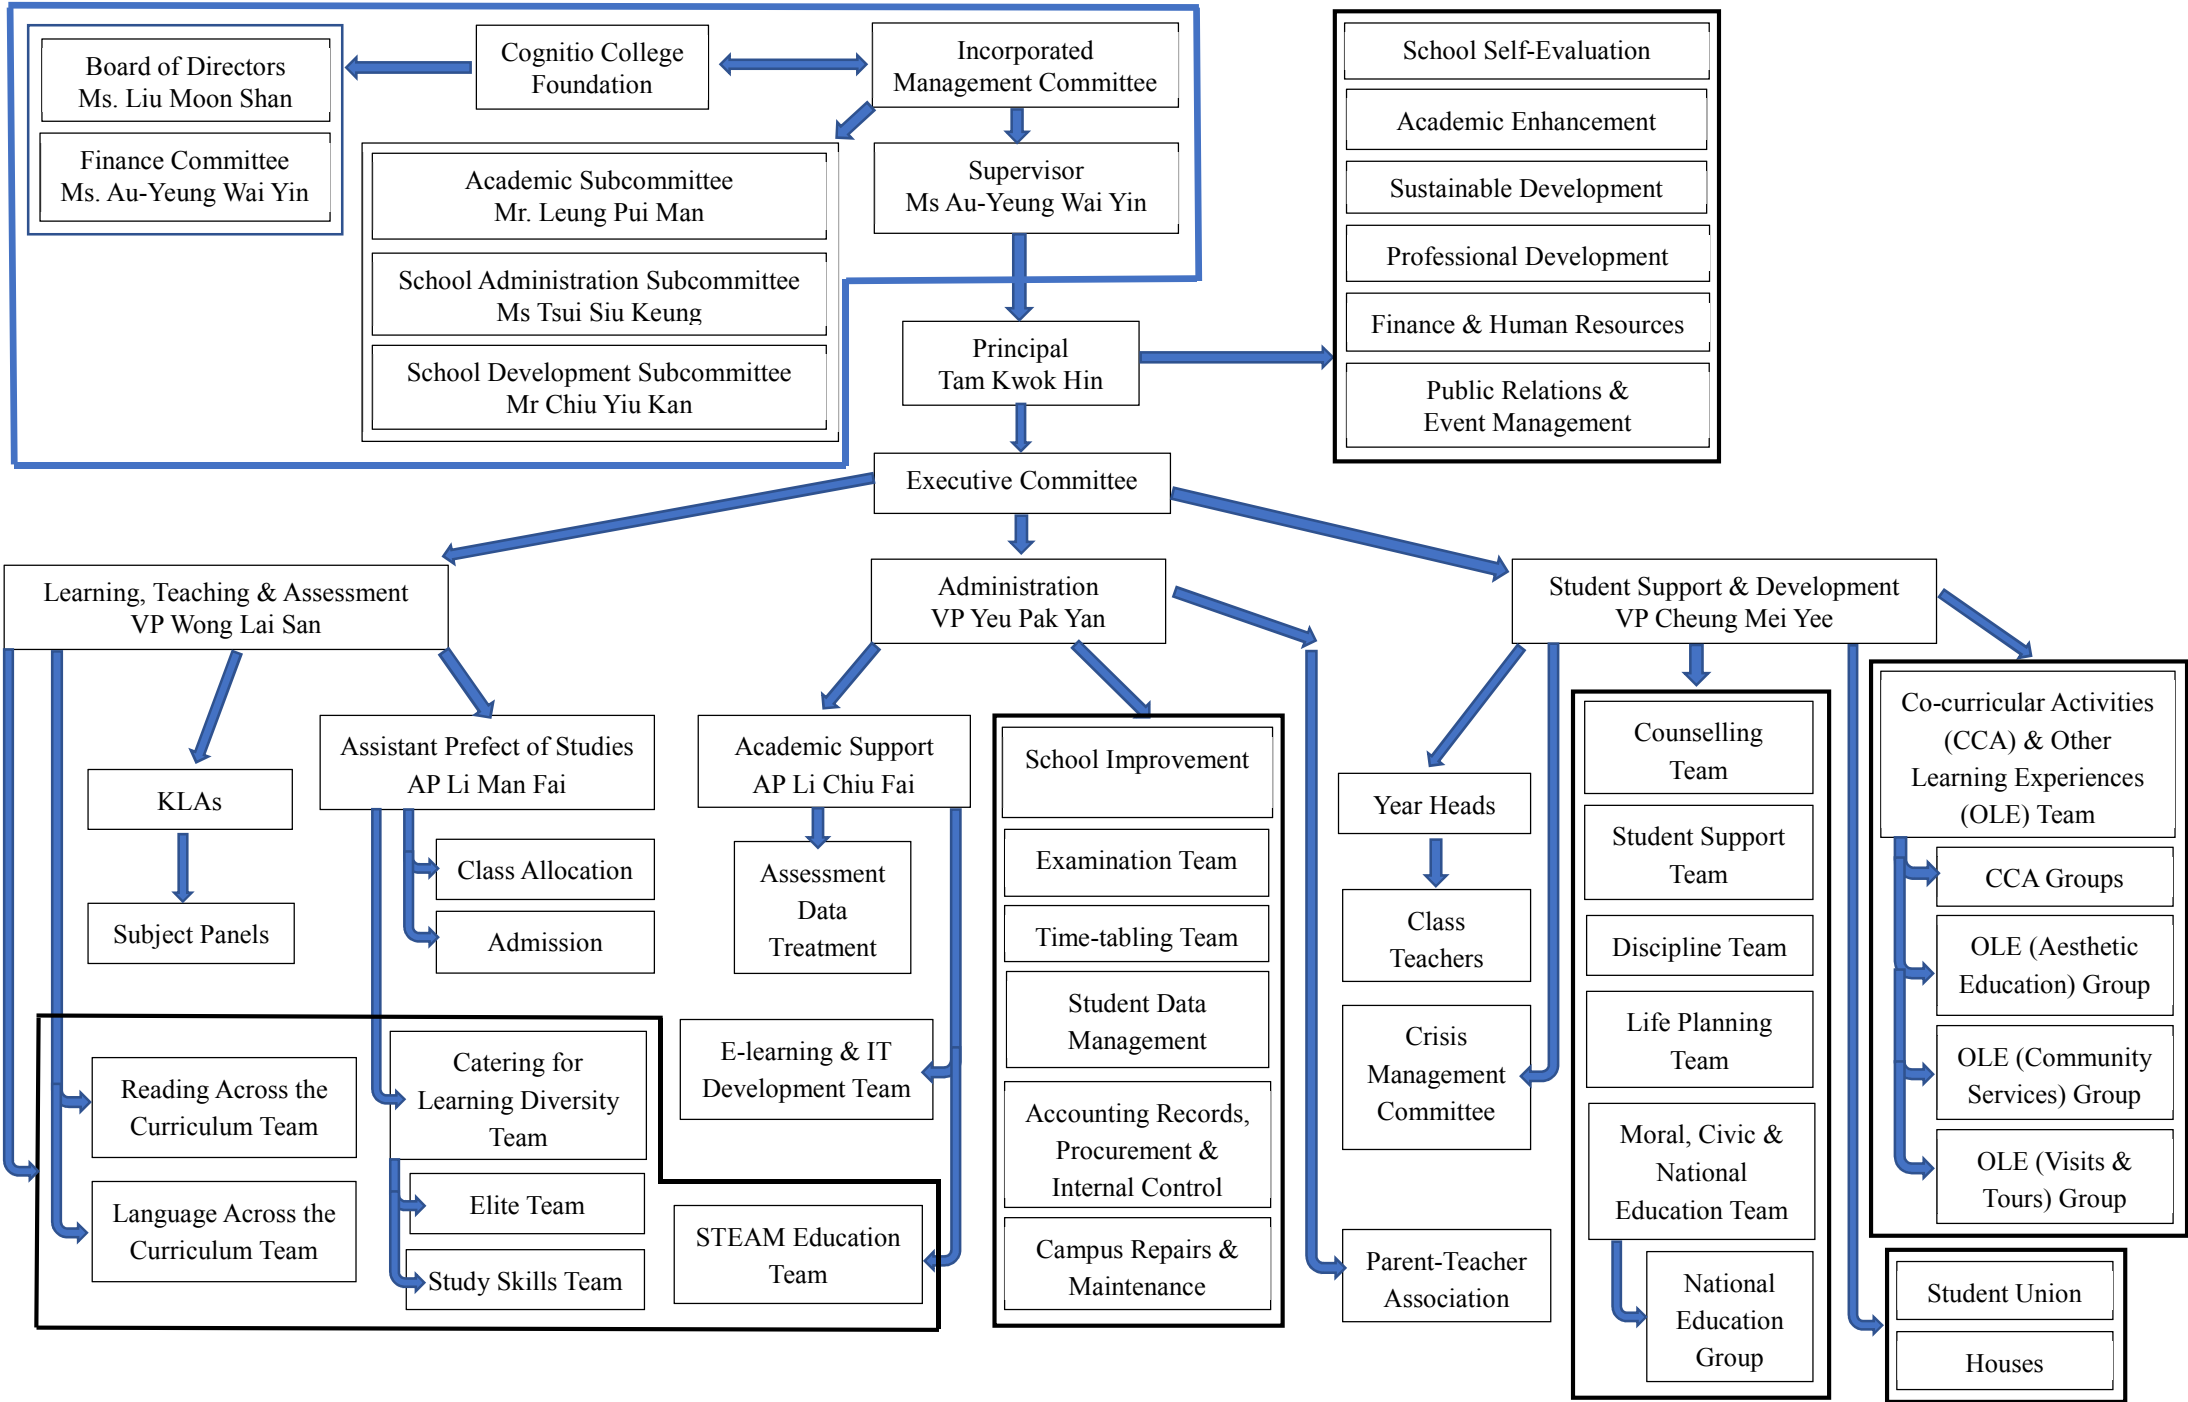 Board of Directors
Ms. Liu Moon Shan
Finance Committee
Ms. Au-Yeung Wai Yin
Cognitio College
Foundation
Incorporated
Management Committee
Academic Subcommittee
Mr. Leung Pui Man
School Administration Subcommittee
Ms Tsui Siu Keung
School Development Subcommittee
Mr Chiu Yiu Kan
Supervisor
Ms Au-Yeung Wai Yin
Principal
Tam Kwok Hin
School Self-Evaluation
Academic Enhancement
Sustainable Development
Professional Development
Finance & Human Resources
Public Relations &
Event Management
Executive Committee
Learning, Teaching & Assessment
VP Wong Lai San
Administration
VP Yeu Pak Yan
Student Support & Development
VP Cheung Mei Yee
KLAs
Subject Panels
Assistant Prefect of Studies
AP Li Man Fai
Class Allocation
Admission
Reading Across the
Curriculum Team
Language Across the
Curriculum Team
Catering for
Learning Diversity
Team
Elite Team
Study Skills Team
Academic Support
AP Li Chiu Fai
Assessment
Data
Treatment
E-learning & IT
Development Team
STEAM Education
Team
School Improvement
Examination Team
Time-tabling Team
Student Data
Management
Accounting Records,
Procurement &
Internal Control
Campus Repairs &
Maintenance
Year Heads
Class
Teachers
Crisis
Management
Committee
Parent-Teacher
Association
Counselling
Team
Student Support
Team
Discipline Team
Life Planning
Team
Moral, Civic &
National
Education Team
National
Education
Group
Co-curricular Activities
(CCA) & Other
Learning Experiences
(OLE) Team
CCA Groups
OLE (Aesthetic
Education) Group
OLE (Community
Services) Group
OLE (Visits &
Tours) Group
Student Union
Houses